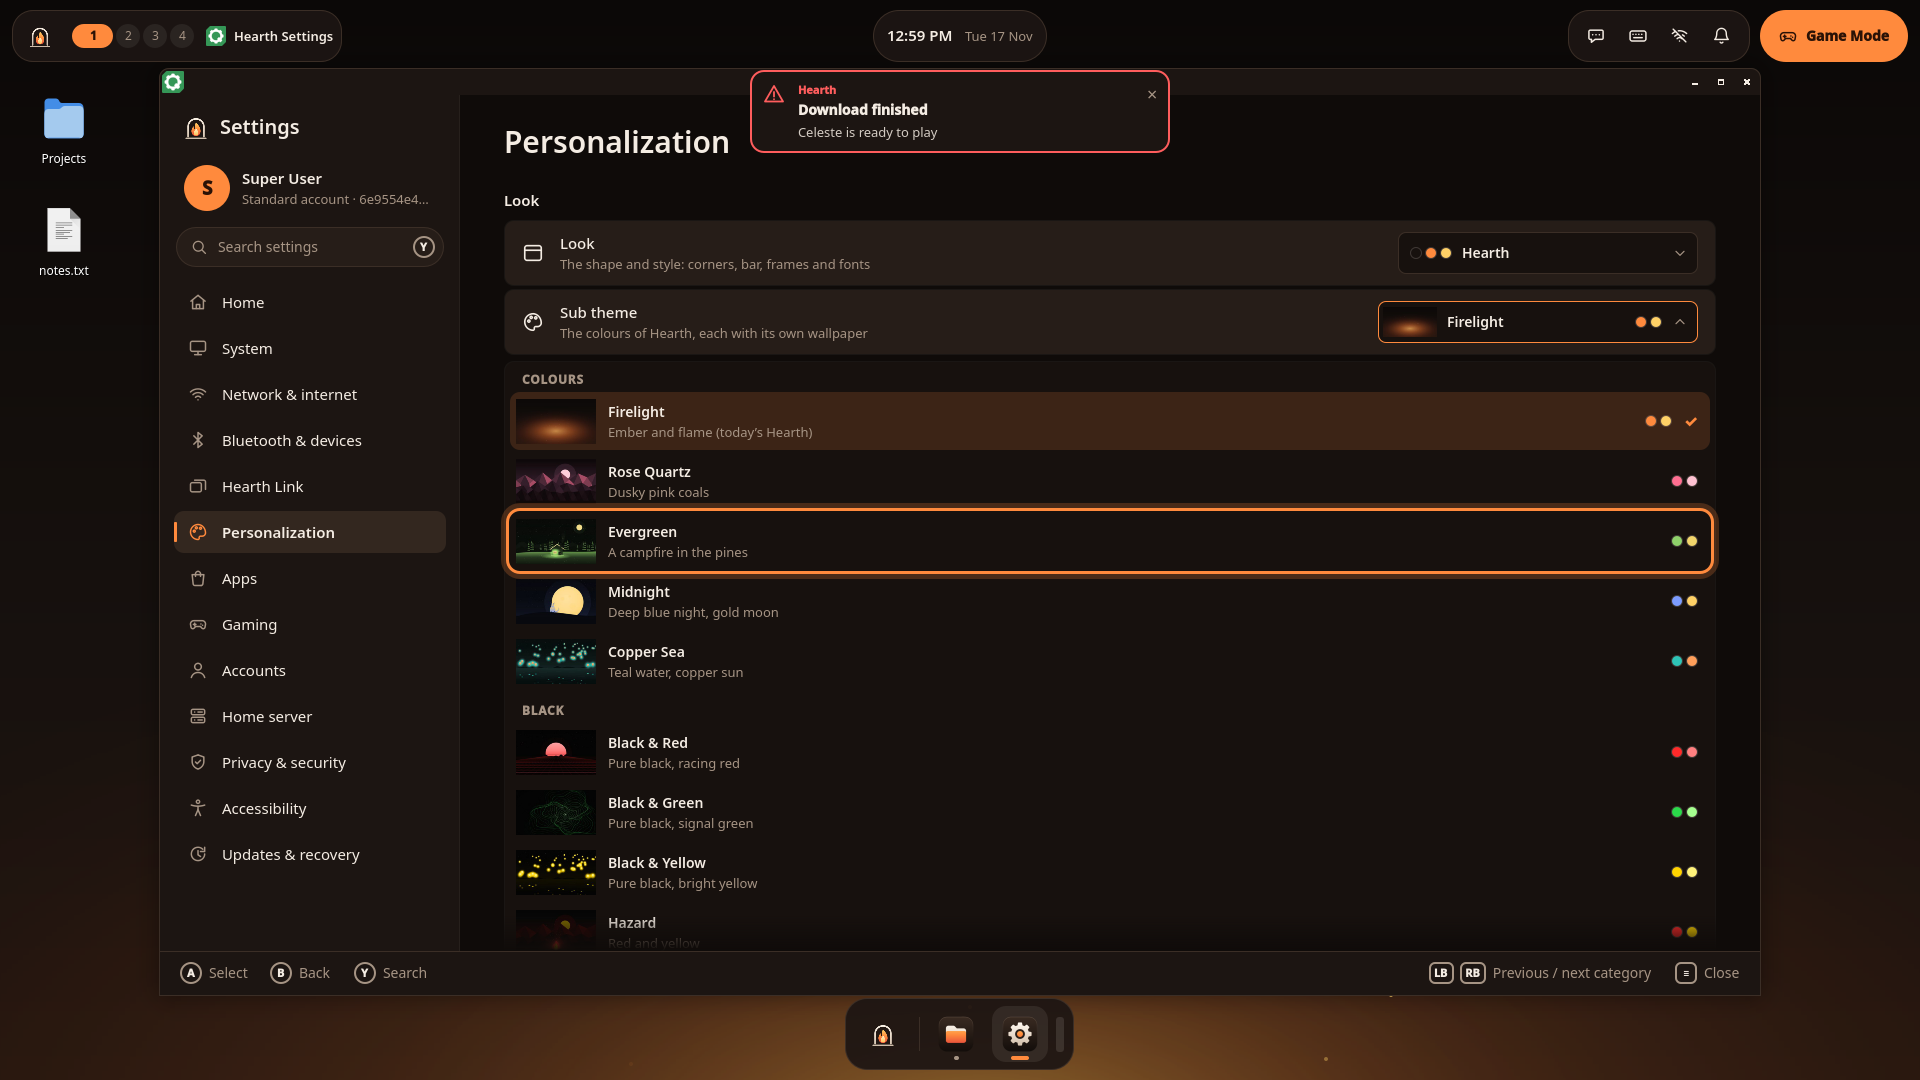 1 2 3 4 Hearth Settings
12:59 PM Tue 17 Nov
Game Mode
Projects
notes.txt
Hearth
Download finished
Celeste is ready to play
Settings
Super User
Standard account · 6e9554e4...
Search settings Y
Home
System
Network & internet
Bluetooth & devices
Hearth Link
Personalization
Apps
Gaming
Accounts
Home server
Privacy & security
Accessibility
Updates & recovery
Personalization
Look
Look
The shape and style: corners, bar, frames and fonts
Hearth
Sub theme
The colours of Hearth, each with its own wallpaper
Firelight
COLOURS
Firelight
Ember and flame (today's Hearth)
Rose Quartz
Dusky pink coals
Evergreen
A campfire in the pines
Midnight
Deep blue night, gold moon
Copper Sea
Teal water, copper sun
BLACK
Black & Red
Pure black, racing red
Black & Green
Pure black, signal green
Black & Yellow
Pure black, bright yellow
Hazard
Red and yellow
A Select B Back Y Search
LB RB Previous / next category Close
S